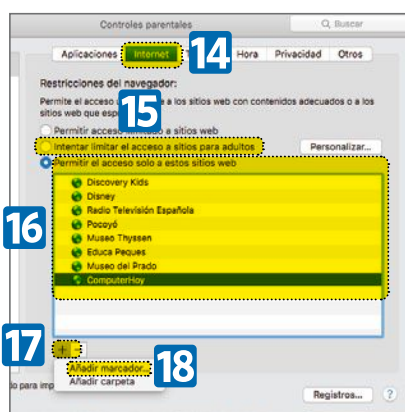 Controles parentales
Buscar
Aplicaciones Internet 14 Hora Privacidad Otros
Restricciones del navegador:
Permite el acceso a los sitios web con contenidos adecuados o a los
sitios web que 15
Permitir acceso a sitios web
Intentar limitar el acceso a sitios para adultos Personalizar...
Permitir el acceso solo a estos sitios web
Discovery Kids
Disney
Radio Televisión Española
Pocoyó
16 Museo Thyssen
Educa Peques
Museo del Prado
ComputerHoy
17 + −
Añadir marcador... 18
Añadir carpeta
para
Registros... ?